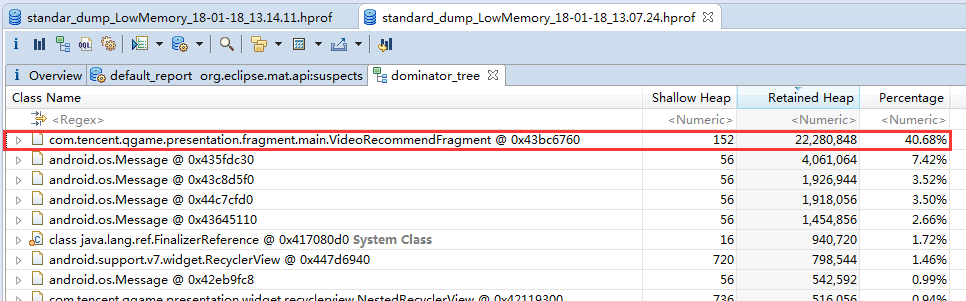 standar_dump_LowMemory_18-01-18_13.14.11.hprof standard_dump_LowMemory_18-01-18_13.07.24.hprof
i OQL
i Overview default_report org.eclipse.mat.api:suspects dominator_tree
Class Name Shallow Heap Retained Heap Percentage
<Regex> <Numeric> <Numeric> <Numeric>
com.tencent.qgame.presentation.fragment.main.VideoRecommendFragment @ 0x43bc6760 152 22,280,848 40.68%
android.os.Message @ 0x435fdc30 56 4,061,064 7.42%
android.os.Message @ 0x43c8d5f0 56 1,926,944 3.52%
android.os.Message @ 0x44c7cfd0 56 1,918,056 3.50%
android.os.Message @ 0x43645110 56 1,454,856 2.66%
class java.lang.ref.FinalizerReference @ 0x417080d0 System Class 16 940,720 1.72%
android.support.v7.widget.RecyclerView @ 0x447d6940 720 798,544 1.46%
android.os.Message @ 0x42eb9fc8 56 542,992 0.99%
com.tencent.qgame.presentation.widget.recyclerview.NestedRecyclerView @ 0x42119300 736 516,056 0.94%